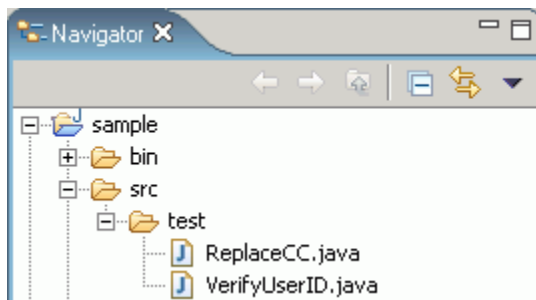 Navigator
sample
bin
src
test
ReplaceCC.java
VerifyUserID.java